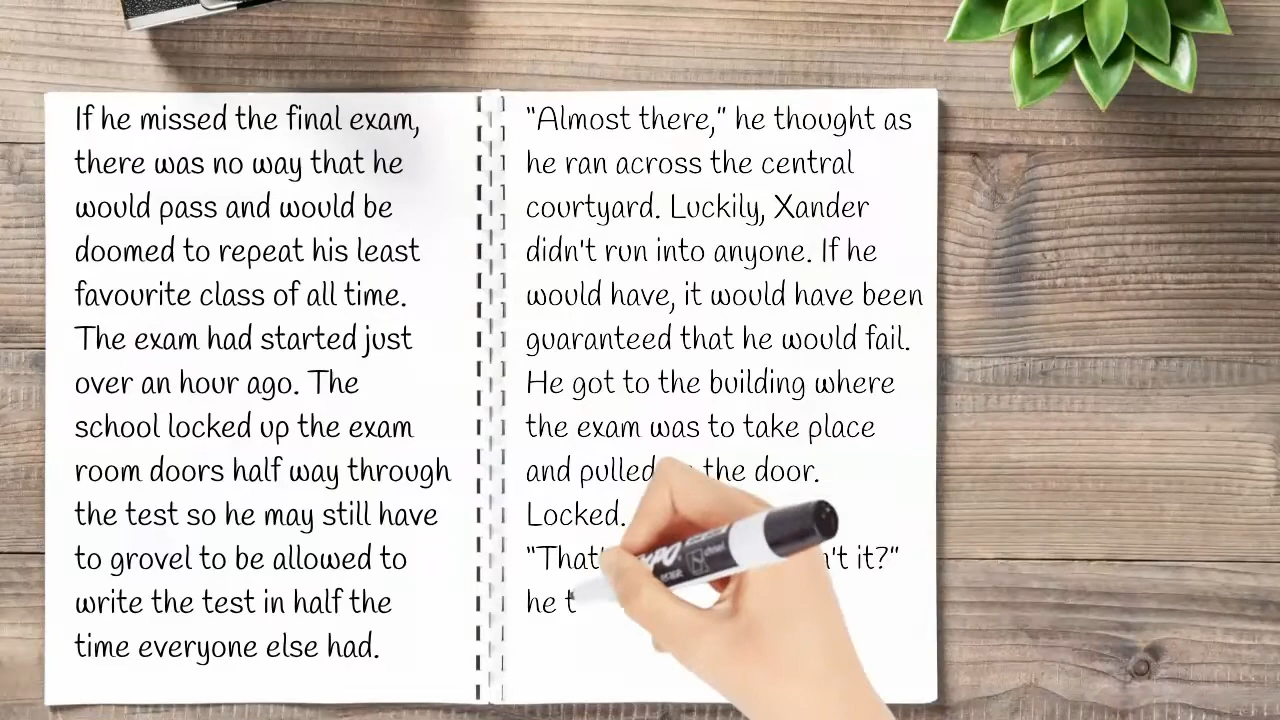 If he missed the final exam,
there was no way that he
would pass and would be
doomed to repeat his least
favourite class of all time.
The exam had started just
over an hour ago. The
school locked up the exam
room doors half way through
the test so he may still have
to grovel to be allowed to
write the test in half the
time everyone else had.
"Almost there," he thought as
he ran across the central
courtyard. Luckily, Xander
didn't run into anyone. If he
would have, it would have been
guaranteed that he would fail.
He got to the building where
the exam was to take place
and pulled the door.
Locked.
"That' n't it?"
he t